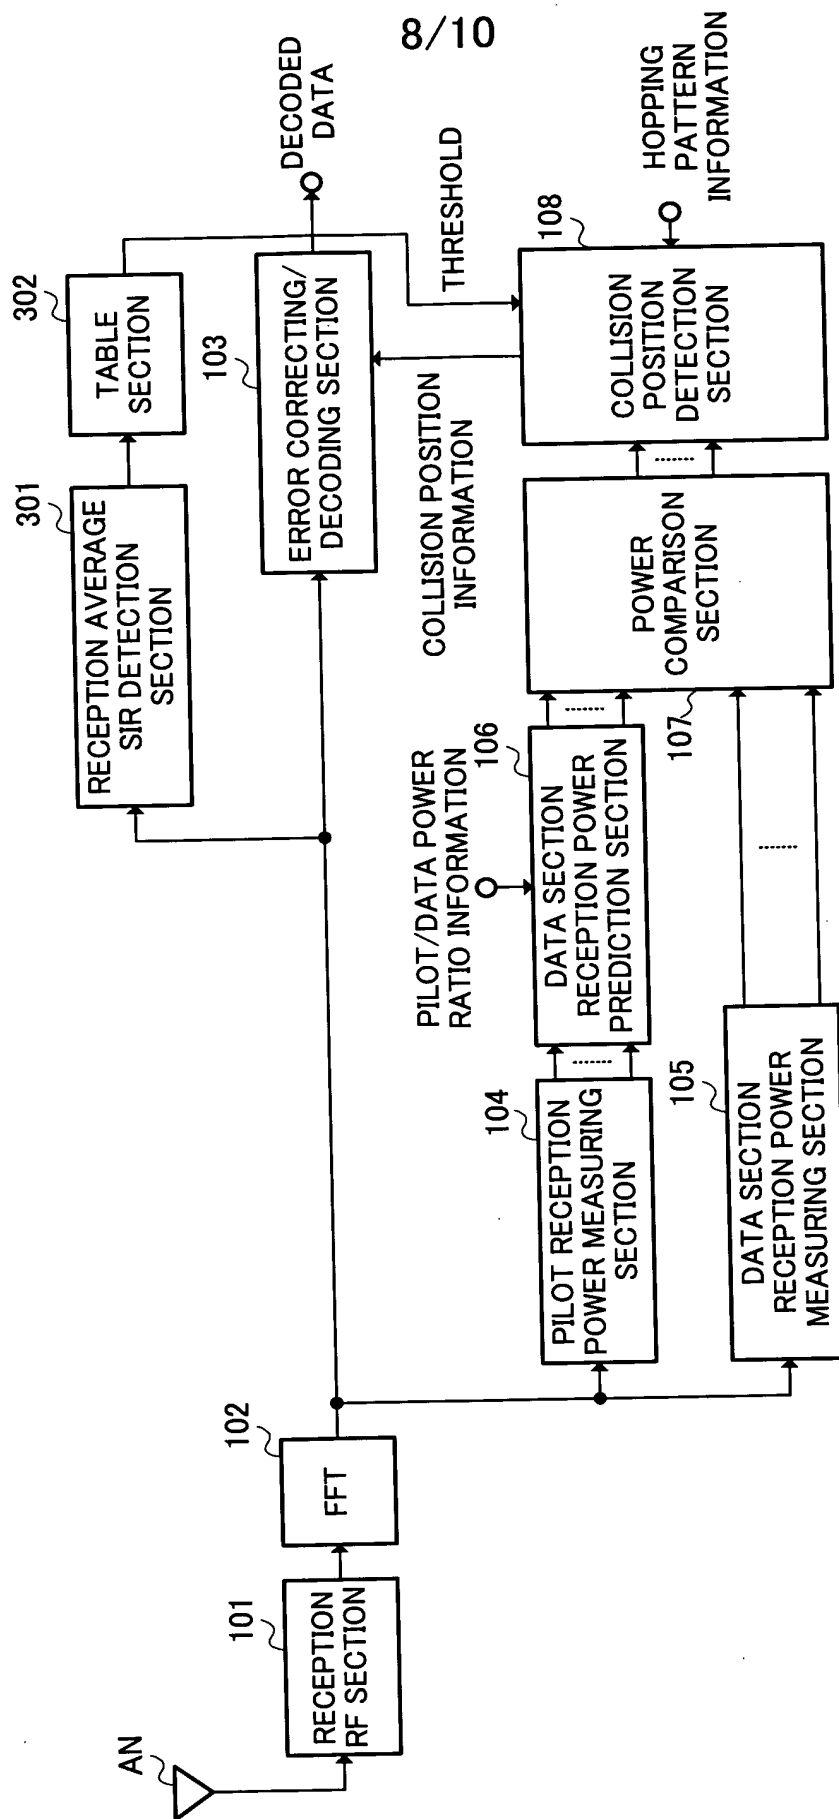 8/10
AN
101
RECEPTION
RF SECTION
102
FFT
301
RECEPTION AVERAGE
SIR DETECTION
SECTION
302
TABLE
SECTION
103
ERROR CORRECTING/
DECODING SECTION
DECODED
DATA
THRESHOLD
COLLISION POSITION
INFORMATION
PILOT/DATA POWER
RATIO INFORMATION
104
PILOT RECEPTION
POWER MEASURING
SECTION
106
DATA SECTION
RECEPTION POWER
PREDICTION SECTION
105
DATA SECTION
RECEPTION POWER
MEASURING SECTION
107
POWER
COMPARISON
SECTION
108
COLLISION
POSITION
DETECTION
SECTION
HOPPING
PATTERN
INFORMATION